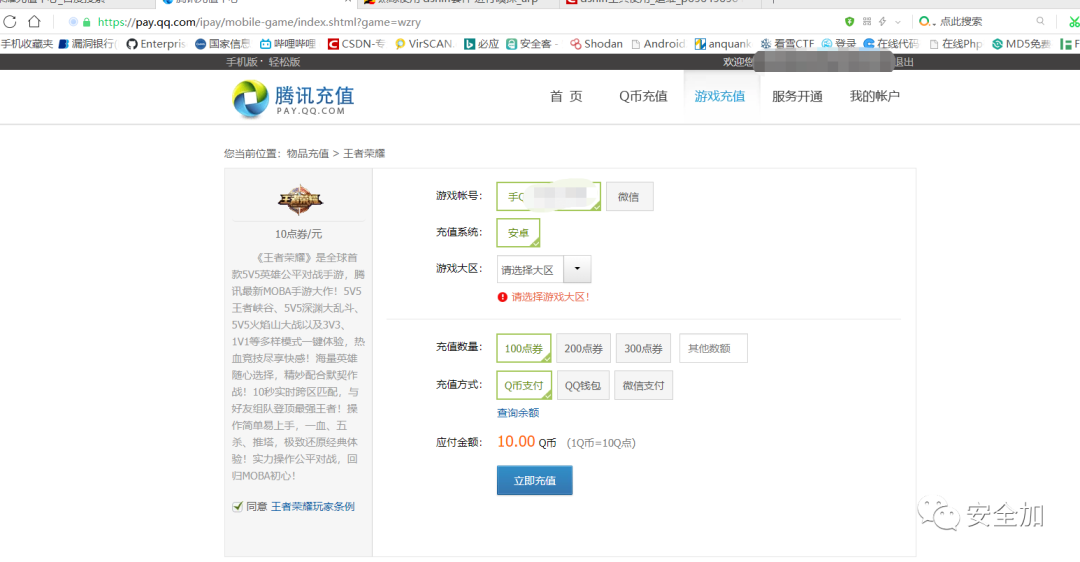 https://pay.qq.com/ipay/mobile-game/index.shtml?game=wzry
点此搜索
手机收藏夹 漏洞银行 Enterpris 国家信息 哔哩哔哩 CSDN-专 VirSCAN. 必应 安全客 - Shodan Android anquank 看雪CTF 登录 在线代码 在线Php MD5免费
手机版 · 轻松版 欢迎您 退出
腾讯充值
PAY.QQ.COM
首 页 Q币充值 游戏充值 服务开通 我的帐户
您当前位置：物品充值 > 王者荣耀
王者荣耀
10点券/元
《王者荣耀》是全球首
款5V5英雄公平对战手游，腾
讯最新MOBA手游大作！5V5
王者峡谷、5V5深渊大乱斗、
5V5火焰山大战以及3V3、
1V1等多样模式一键体验，热
血竞技尽享快感！海量英雄
随心选择，精妙配合默契作
战！10秒实时跨区匹配，与
好友组队登顶最强王者！操
作简单易上手，一血、五
杀、推塔，极致还原经典体
验！实力操作公平对战，回
归MOBA初心！
同意 王者荣耀玩家条例
游戏帐号： 手Q 微信
充值系统： 安卓
游戏大区： 请选择大区
请选择游戏大区！
充值数量： 100点券 200点券 300点券 其他数额
充值方式： Q币支付 QQ钱包 微信支付
查询余额
应付金额： 10.00 Q币 （1Q币=10Q点）
立即充值
安全加